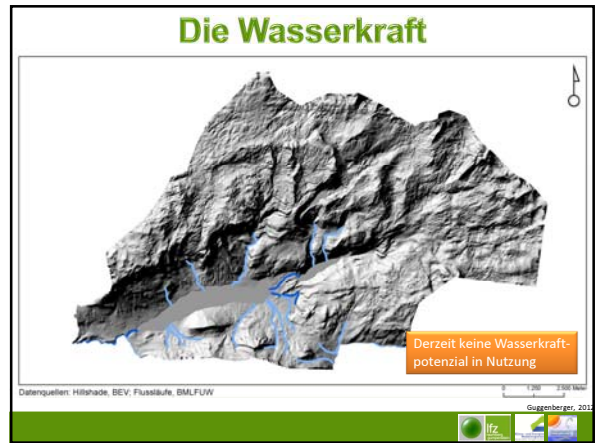 Die Wasserkraft
Derzeit keine Wasserkraft-
potenzial in Nutzung
Datenquellen: Hillshade, BEV; Flussläufe, BMLFUW
0 1.250 2.500 Meter
Guggenberger, 2012
lfz